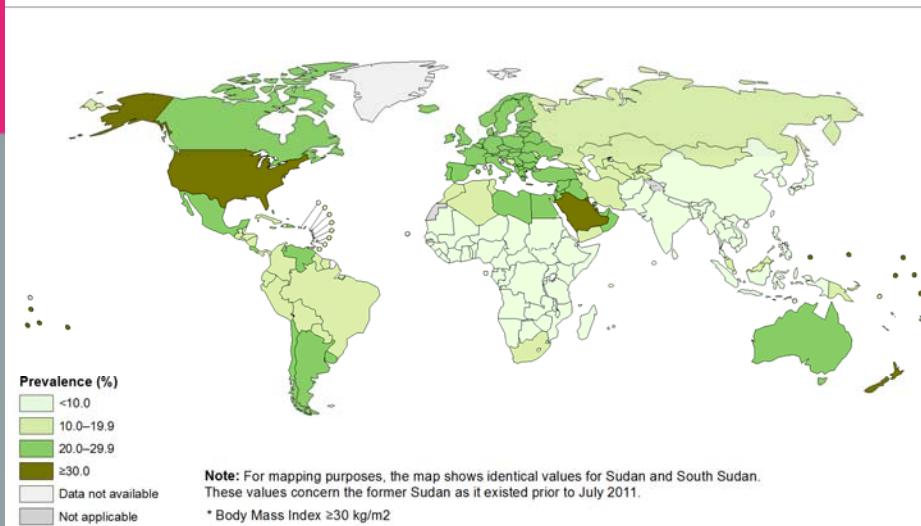 Prevalence (%)
<10.0
10.0–19.9
20.0–29.9
≥30.0
Data not available
Not applicable
Note: For mapping purposes, the map shows identical values for Sudan and South Sudan.
These values concern the former Sudan as it existed prior to July 2011.
* Body Mass Index ≥30 kg/m2